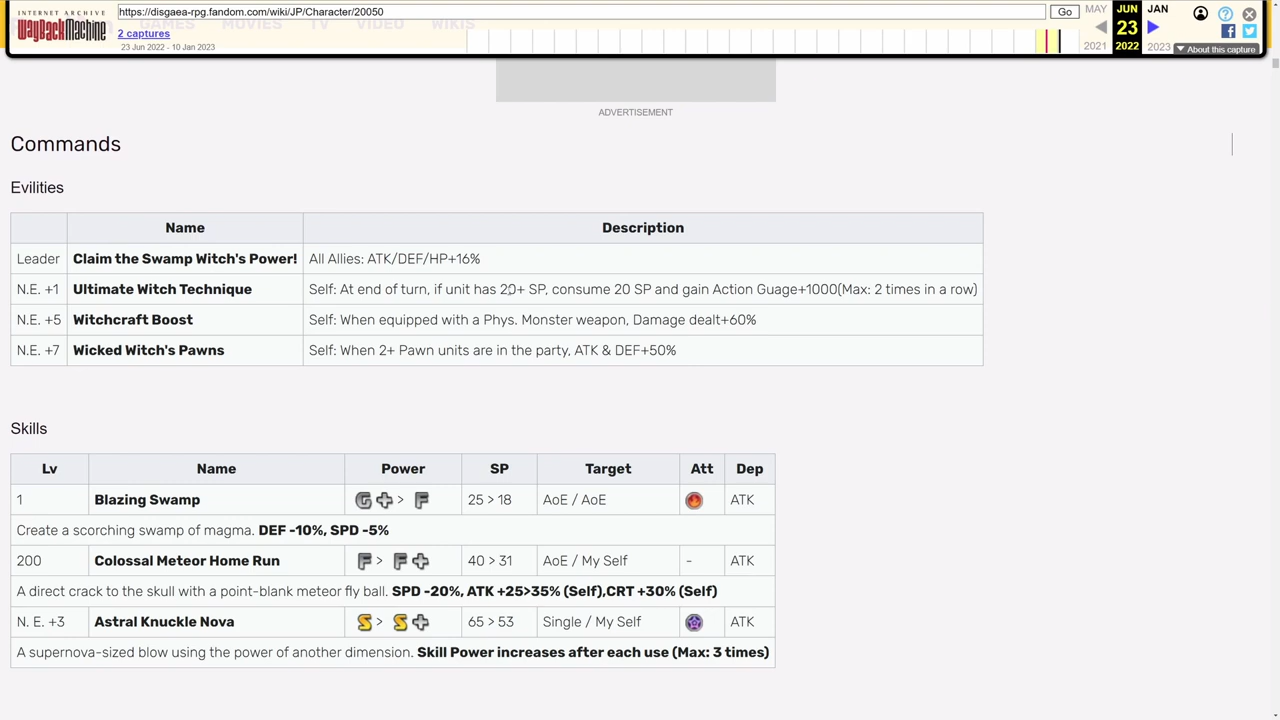 INTERNET ARCHIVE
WayBackMachine
https://disgaea-rpg.fandom.com/wiki/JP/Character/20050
Go
MAY JUN JAN
23
2021 2022 2023
GAMES MOVIES TV VIDEO WIKIS
2 captures
23 Jun 2022 - 10 Jan 2023
About this capture
ADVERTISEMENT
Commands
Evilities
Name Description
Leader Claim the Swamp Witch's Power! All Allies: ATK/DEF/HP+16%
N.E. +1 Ultimate Witch Technique Self: At end of turn, if unit has 20+ SP, consume 20 SP and gain Action Guage+1000(Max: 2 times in a row)
N.E. +5 Witchcraft Boost Self: When equipped with a Phys. Monster weapon, Damage dealt+60%
N.E. +7 Wicked Witch's Pawns Self: When 2+ Pawn units are in the party, ATK & DEF+50%
Skills
Lv Name Power SP Target Att Dep
1 Blazing Swamp G + > F 25 > 18 AoE / AoE ATK
Create a scorching swamp of magma. DEF -10%, SPD -5%
200 Colossal Meteor Home Run F > F + 40 > 31 AoE / My Self - ATK
A direct crack to the skull with a point-blank meteor fly ball. SPD -20%, ATK +25>35% (Self),CRT +30% (Self)
N. E. +3 Astral Knuckle Nova S > S + 65 > 53 Single / My Self ATK
A supernova-sized blow using the power of another dimension. Skill Power increases after each use (Max: 3 times)